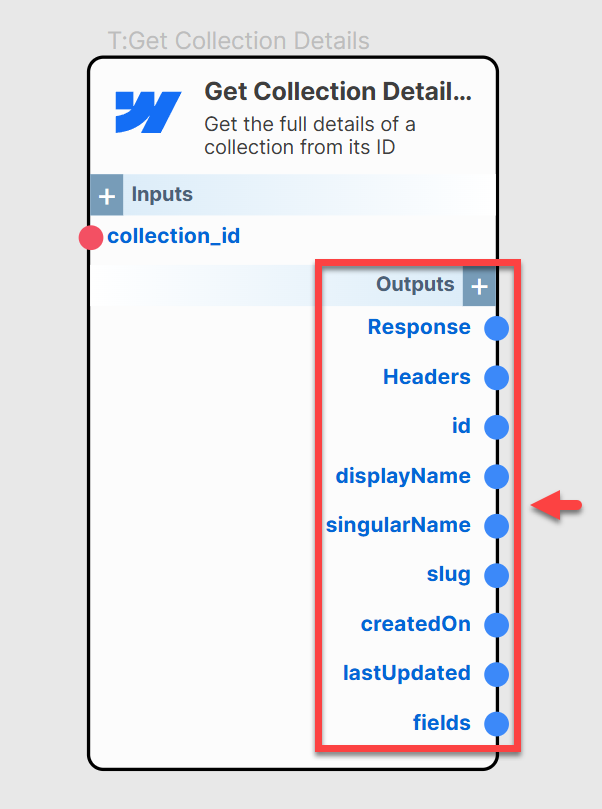 T:Get Collection Details
Get Collection Detail...
Get the full details of a
collection from its ID
+ Inputs
collection_id
Outputs +
Response
Headers
id
displayName
singularName
slug
createdOn
lastUpdated
fields